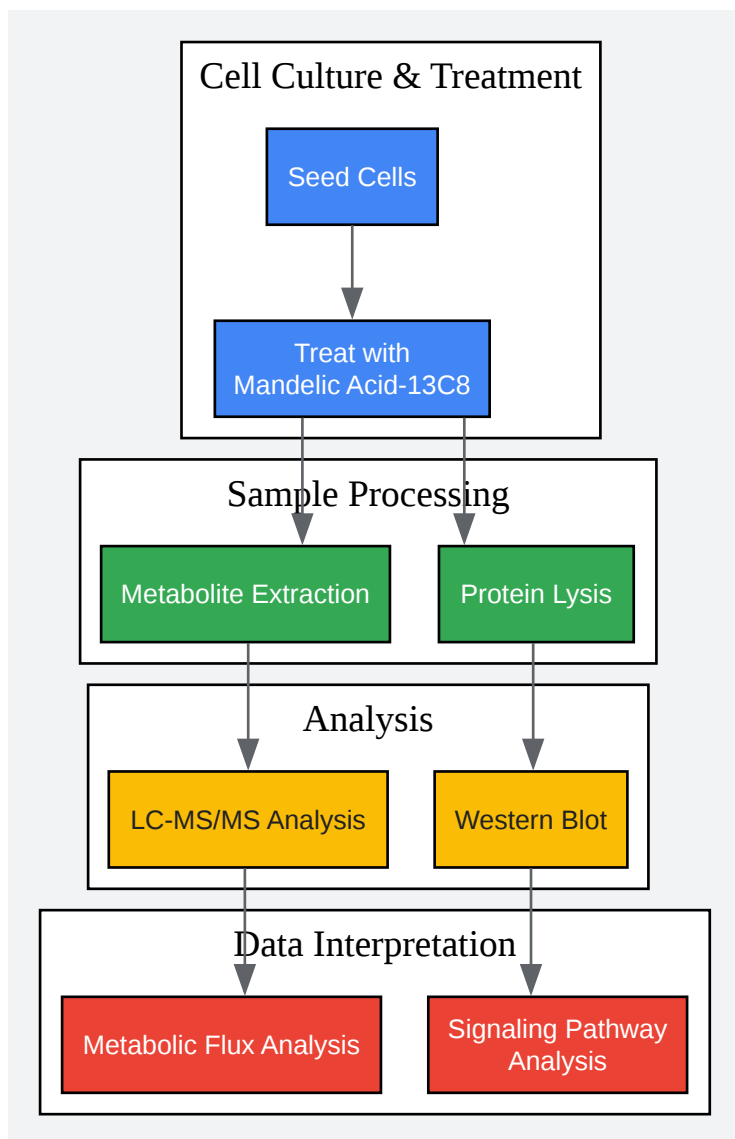 Cell Culture & Treatment
Seed Cells
Treat with
Mandelic Acid-13C8
Sample Processing
Metabolite Extraction
Protein Lysis
Analysis
LC-MS/MS Analysis
Western Blot
Data Interpretation
Metabolic Flux Analysis
Signaling Pathway
Analysis